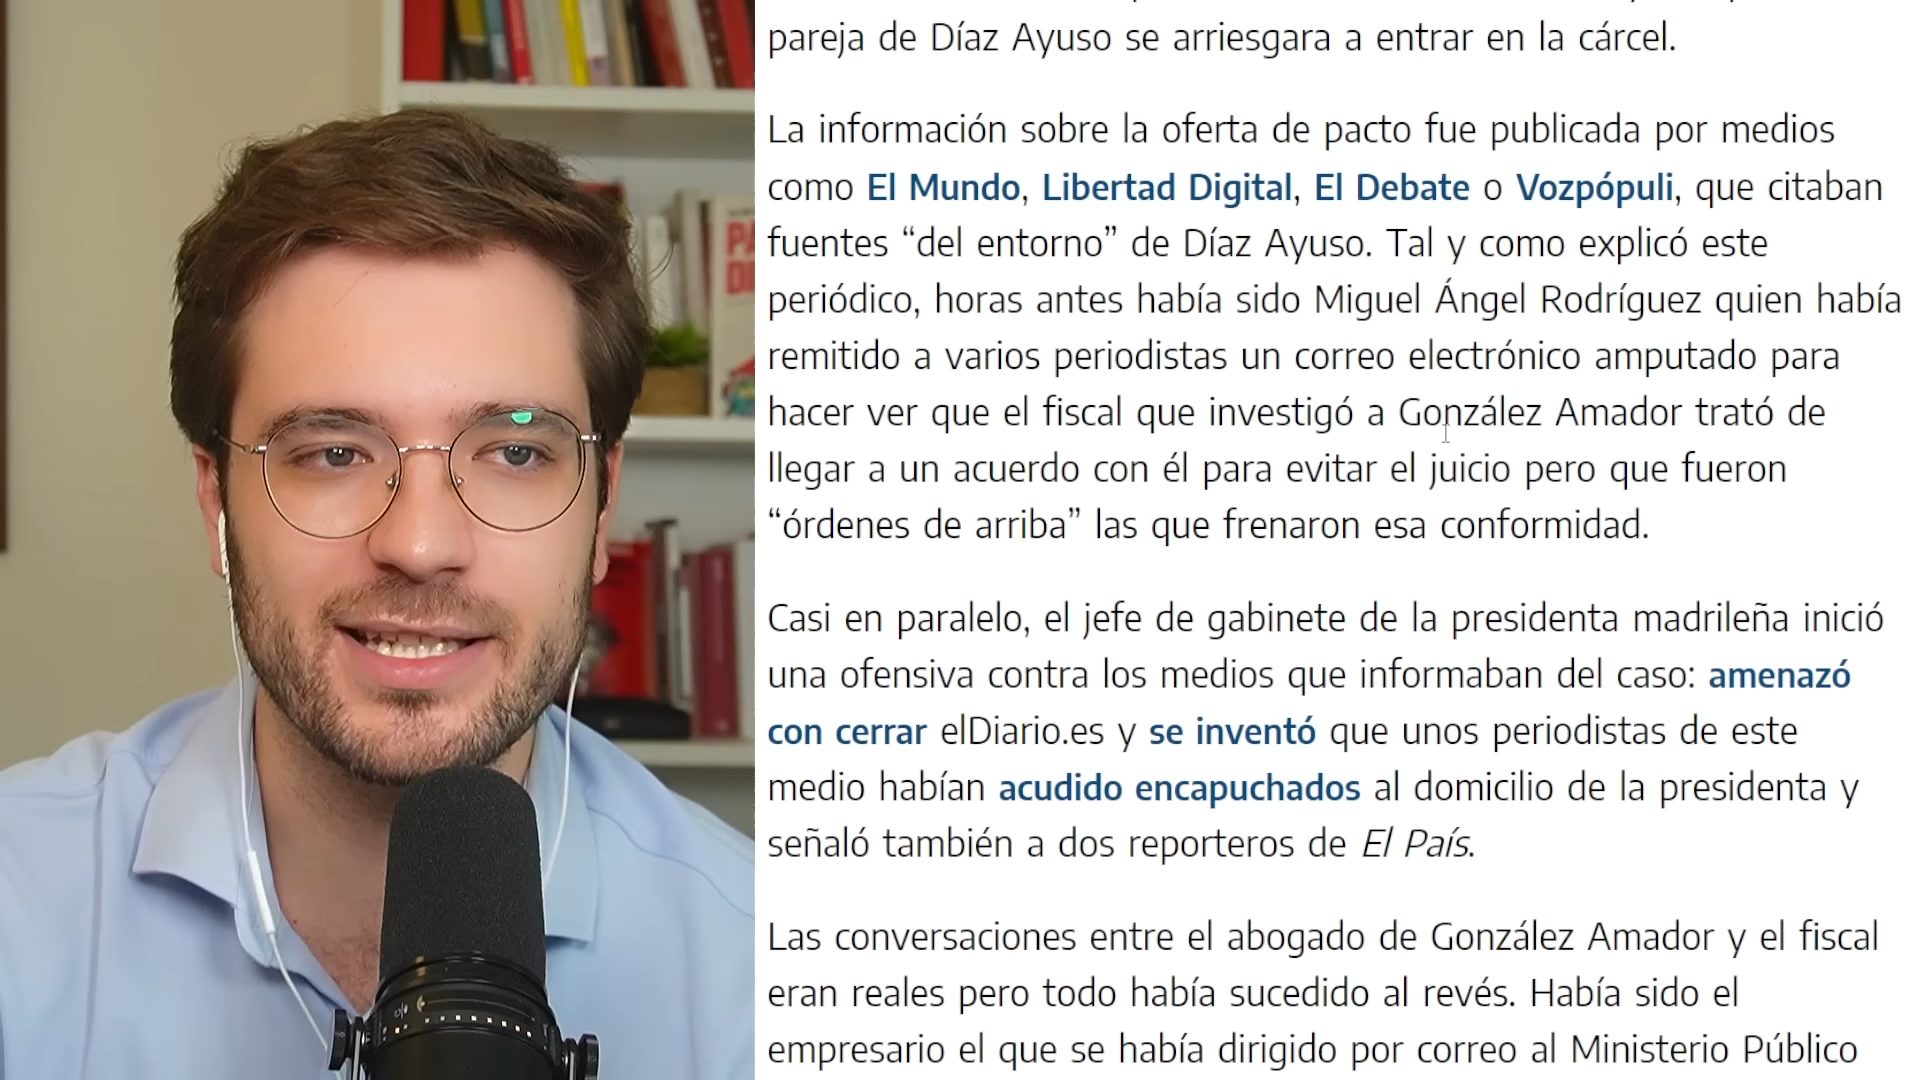 pareja de Díaz Ayuso se arriesgara a entrar en la cárcel.
La información sobre la oferta de pacto fue publicada por medios
como El Mundo, Libertad Digital, El Debate o Vozpópuli, que citaban
fuentes “del entorno” de Díaz Ayuso. Tal y como explicó este
periódico, horas antes había sido Miguel Ángel Rodríguez quien había
remitido a varios periodistas un correo electrónico amputado para
hacer ver que el fiscal que investigó a González Amador trató de
llegar a un acuerdo con él para evitar el juicio pero que fueron
“órdenes de arriba” las que frenaron esa conformidad.
Casi en paralelo, el jefe de gabinete de la presidenta madrileña inició
una ofensiva contra los medios que informaban del caso: amenazó
con cerrar elDiario.es y se inventó que unos periodistas de este
medio habían acudido encapuchados al domicilio de la presidenta y
señaló también a dos reporteros de El País.
Las conversaciones entre el abogado de González Amador y el fiscal
eran reales pero todo había sucedido al revés. Había sido el
empresario el que se había dirigido por correo al Ministerio Público